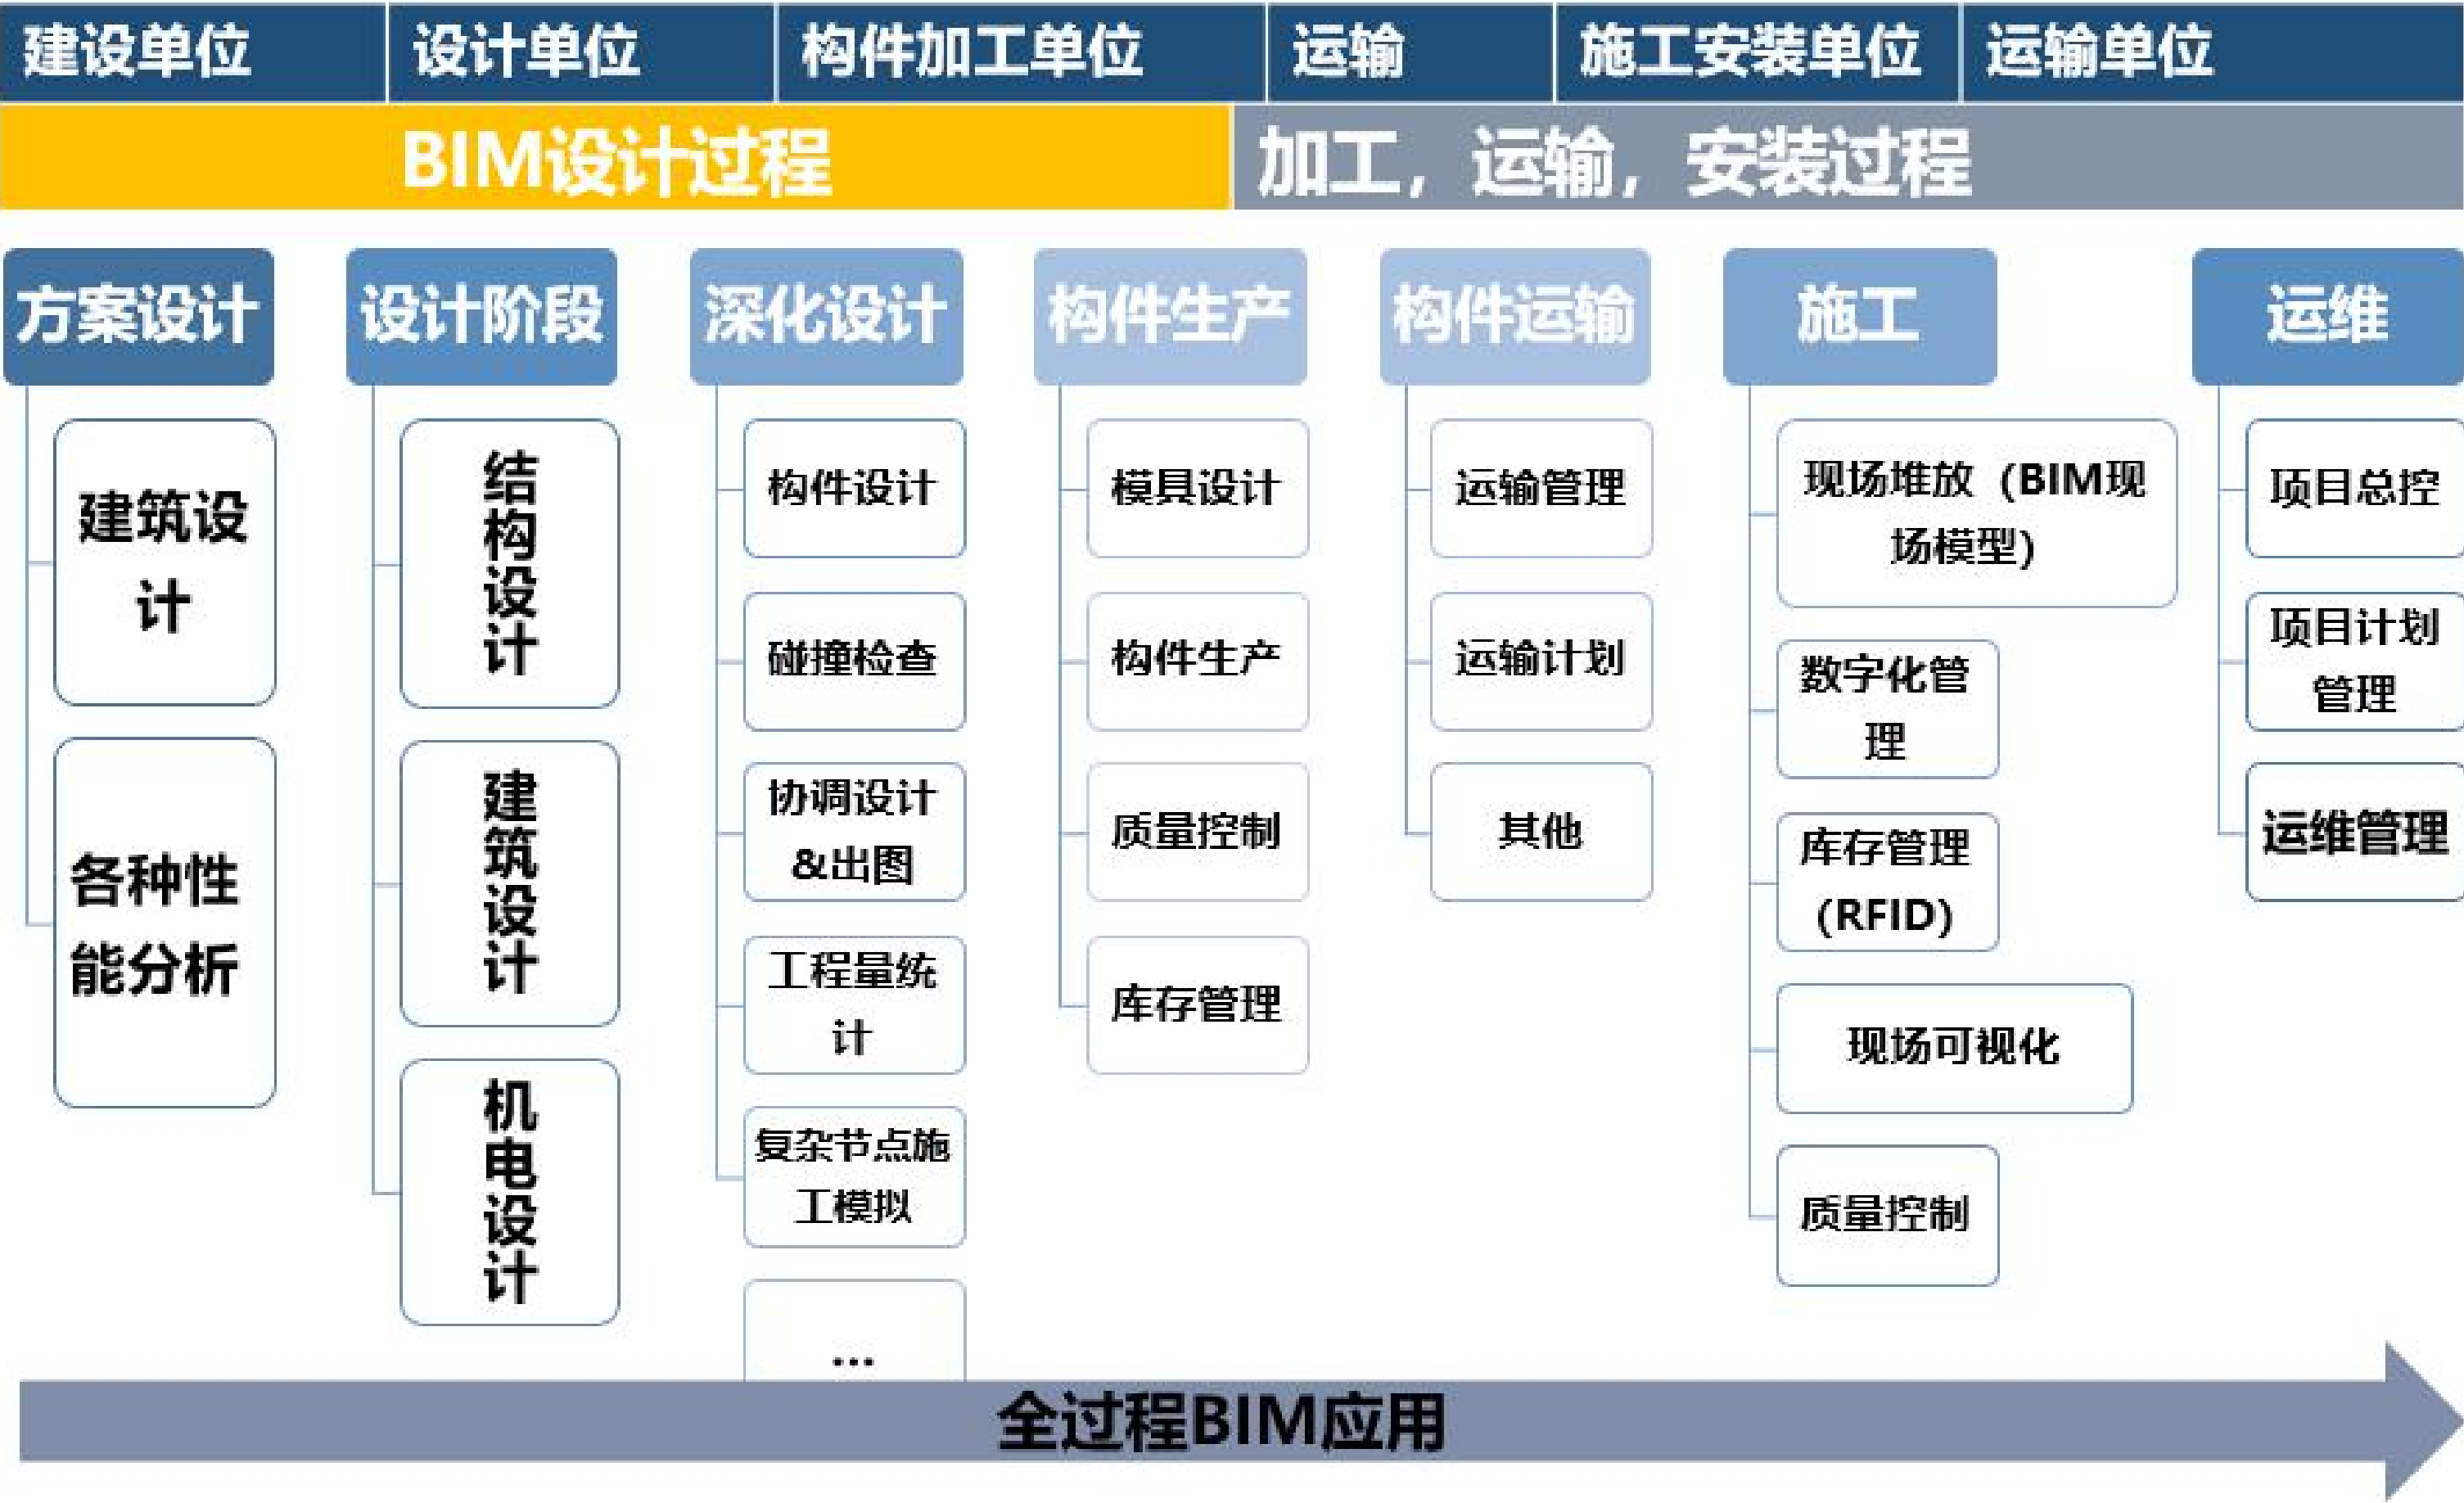 建设单位
设计单位
构件加工单位
运输
施工安装单位
运输单位
BIM设计过程
加工，运输，安装过程
方案设计
建筑设
计
各种性
能分析
设计阶段
结构设计
建筑设计
机电设计
深化设计
构件设计
碰撞检查
协调设计
&出图
工程量统
计
复杂节点施
工模拟
...
构件生产
模具设计
构件生产
质量控制
库存管理
构件运输
运输管理
运输计划
其他
施工
现场堆放（BIM现
场模型）
数字化管
理
库存管理
（RFID）
现场可视化
质量控制
运维
项目总控
项目计划
管理
运维管理
全过程BIM应用